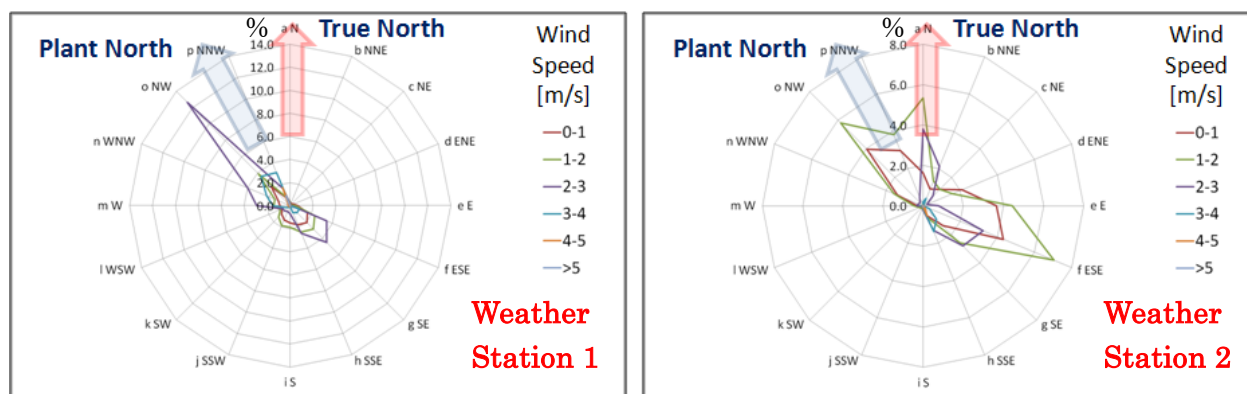 %
True North
Plant North
a N
b NNE
c NE
d ENE
e E
f ESE
g SE
h SSE
i S
j SSW
k SW
l WSW
m W
n WNW
o NW
p NNW
14.0
12.0
10.0
8.0
6.0
4.0
2.0
0.0
Wind
Speed
[m/s]
0-1
1-2
2-3
3-4
4-5
>5
Weather
Station 1
%
True North
Plant North
a N
b NNE
c NE
d ENE
e E
f ESE
g SE
h SSE
i S
j SSW
k SW
l WSW
m W
n WNW
o NW
p NNW
8.0
6.0
4.0
2.0
0.0
Wind
Speed
[m/s]
0-1
1-2
2-3
3-4
4-5
>5
Weather
Station 2